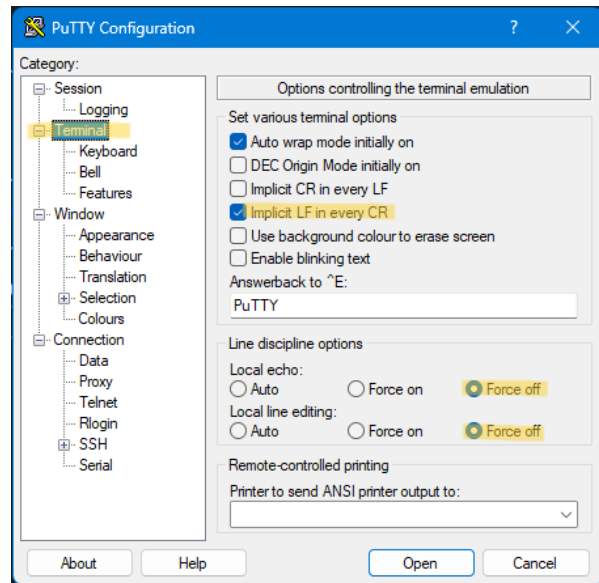 PuTTY Configuration
?
Category:
Session
Logging
Terminal
Keyboard
Bell
Features
Window
Appearance
Behaviour
Translation
Selection
Colours
Connection
Data
Proxy
Telnet
Rlogin
SSH
Serial
Options controlling the terminal emulation
Set various terminal options
Auto wrap mode initially on
DEC Origin Mode initially on
Implicit CR in every LF
Implicit LF in every CR
Use background colour to erase screen
Enable blinking text
Answerback to ^E:
PuTTY
Line discipline options
Local echo:
Auto Force on Force off
Local line editing:
Auto Force on Force off
Remote-controlled printing
Printer to send ANSI printer output to:
About Help Open Cancel